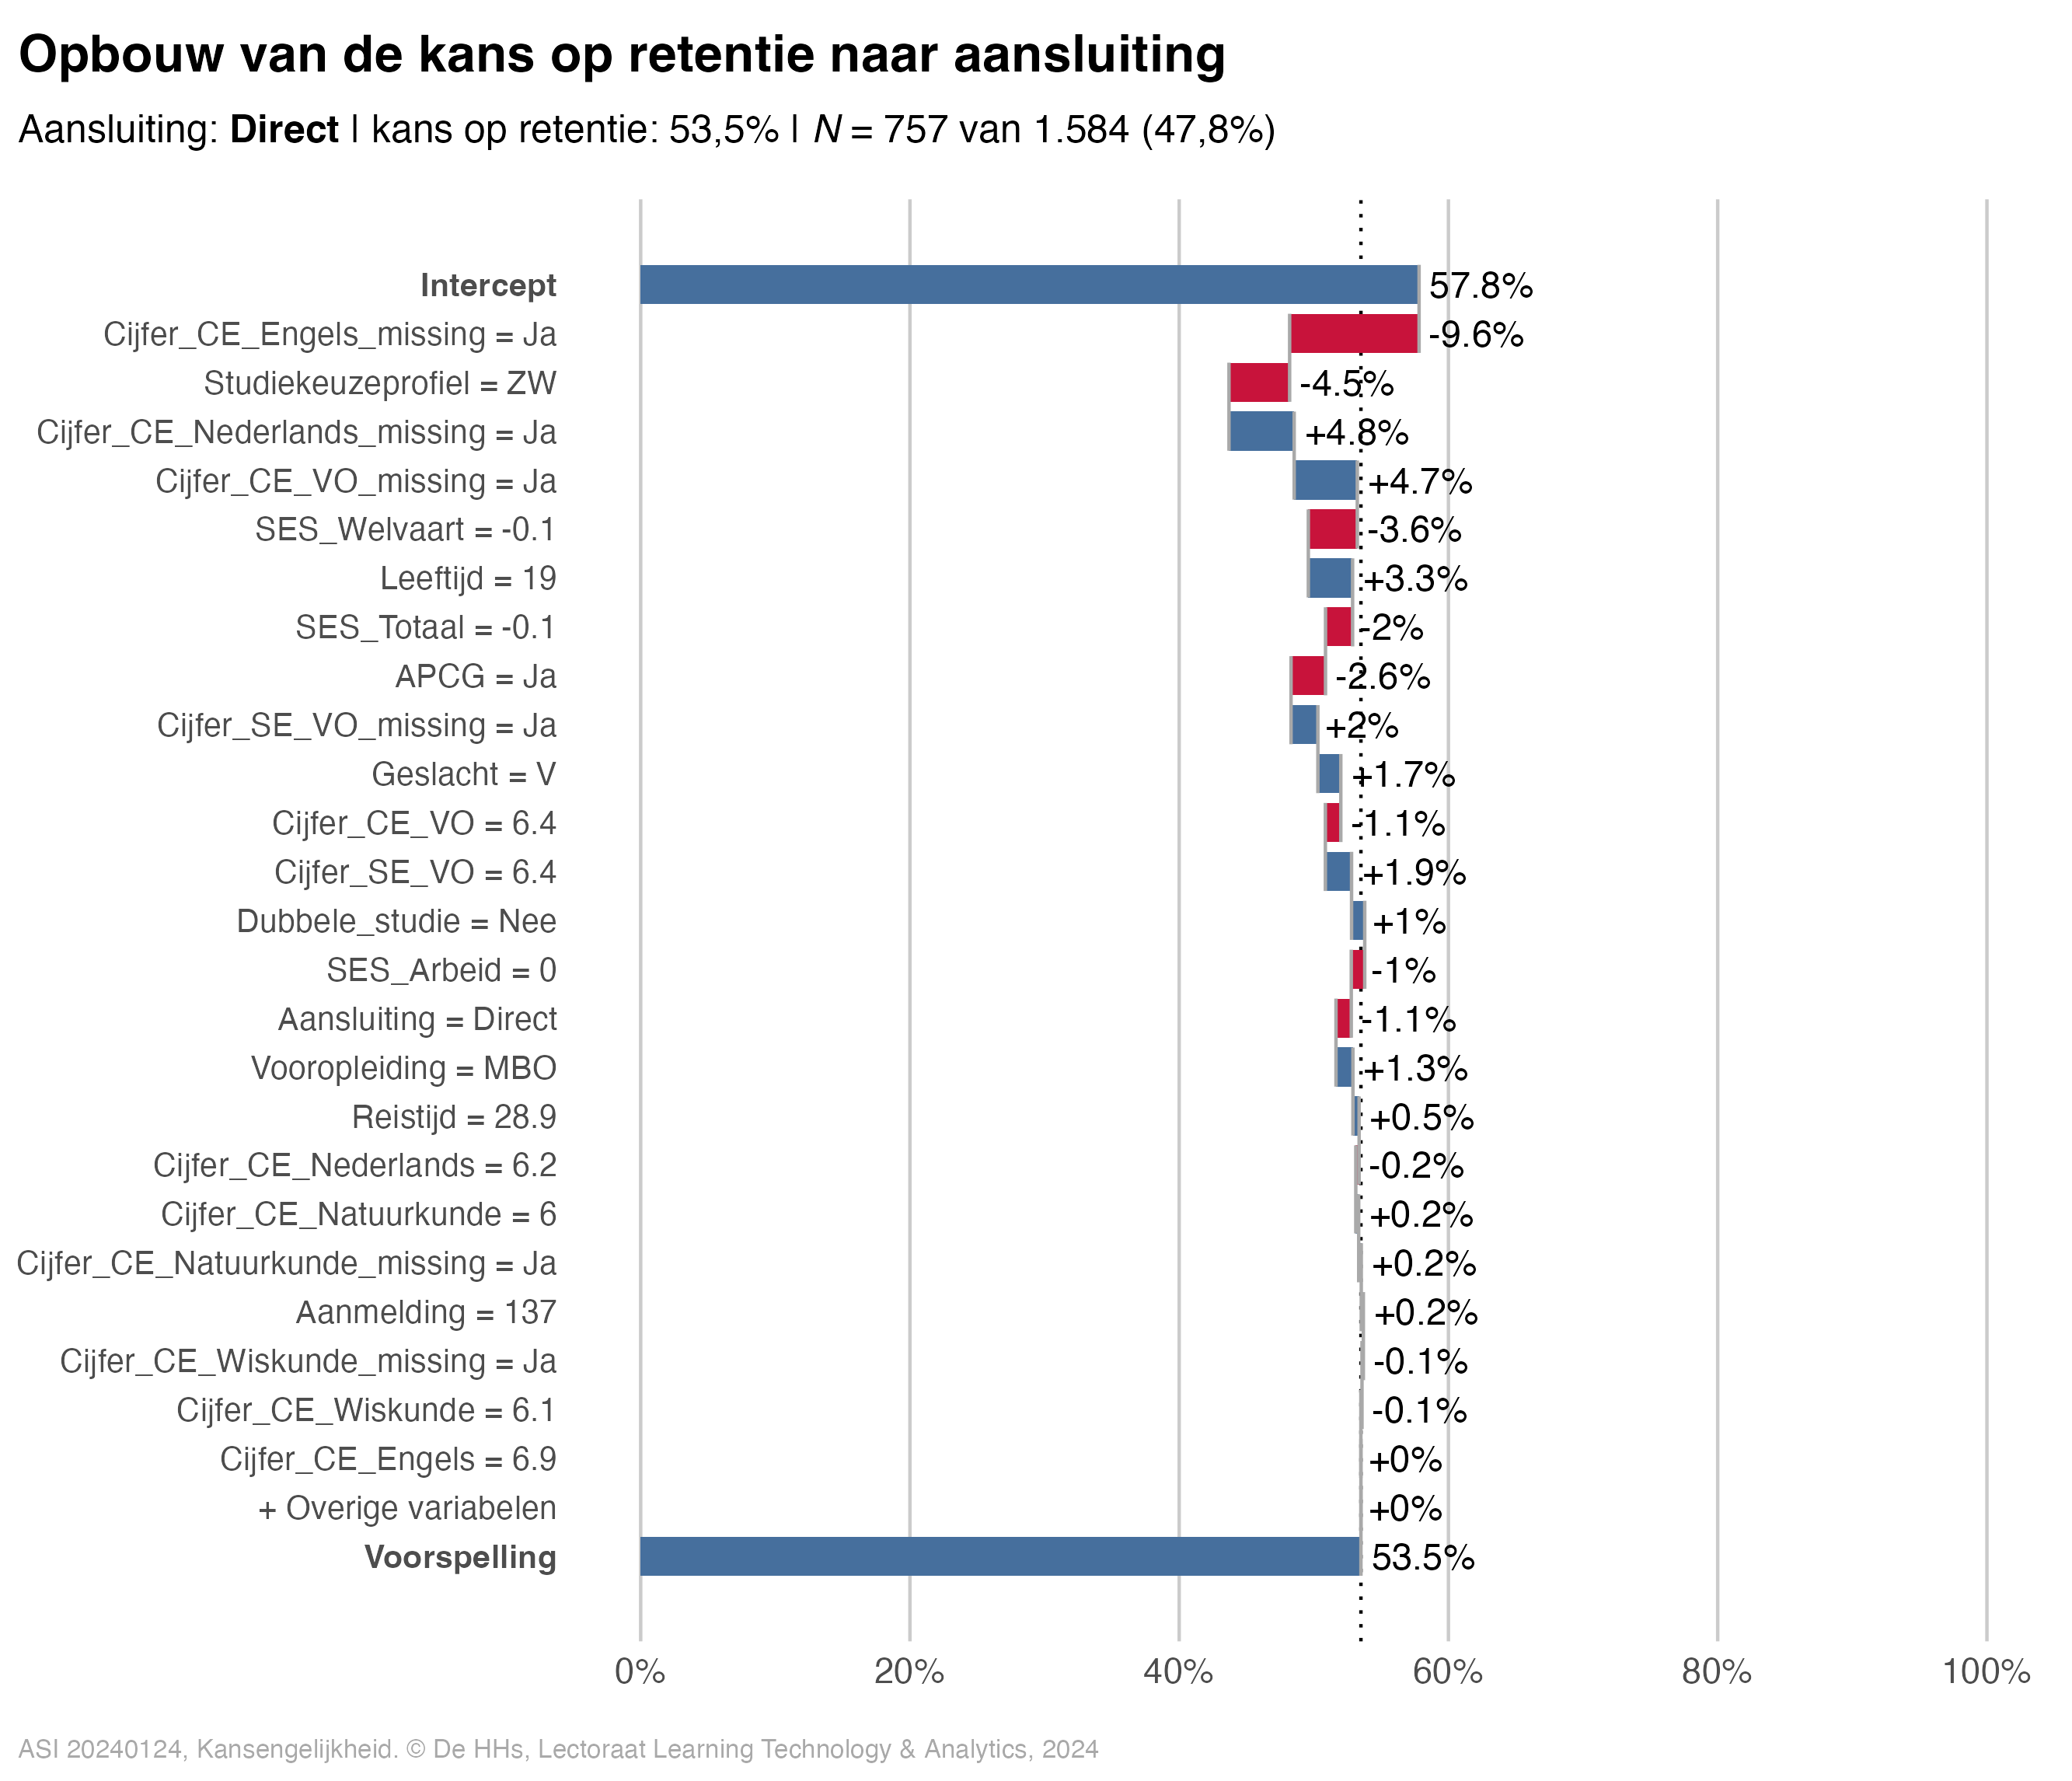 Opbouw van de kans op retentie naar aansluiting
Aansluiting: Direct | kans op retentie: 53,5% | N = 757 van 1.584 (47,8%)
Intercept 57.8%
Cijfer_CE_Engels_missing = Ja -9.6%
Studiekeuzeprofiel = ZW -4.5%
Cijfer_CE_Nederlands_missing = Ja +4.8%
Cijfer_CE_VO_missing = Ja +4.7%
SES_Welvaart = -0.1 -3.6%
Leeftijd = 19 +3.3%
SES_Totaal = -0.1 -2%
APCG = Ja -2.6%
Cijfer_SE_VO_missing = Ja +2%
Geslacht = V +1.7%
Cijfer_CE_VO = 6.4 -1.1%
Cijfer_SE_VO = 6.4 +1.9%
Dubbele_studie = Nee +1%
SES_Arbeid = 0 -1%
Aansluiting = Direct -1.1%
Vooropleiding = MBO +1.3%
Reistijd = 28.9 +0.5%
Cijfer_CE_Nederlands = 6.2 -0.2%
Cijfer_CE_Natuurkunde = 6 +0.2%
Cijfer_CE_Natuurkunde_missing = Ja +0.2%
Aanmelding = 137 +0.2%
Cijfer_CE_Wiskunde_missing = Ja -0.1%
Cijfer_CE_Wiskunde = 6.1 -0.1%
Cijfer_CE_Engels = 6.9 +0%
+ Overige variabelen +0%
Voorspelling 53.5%
0% 20% 40% 60% 80% 100%
ASI 20240124, Kansengelijkheid. © De HHs, Lectoraat Learning Technology & Analytics, 2024